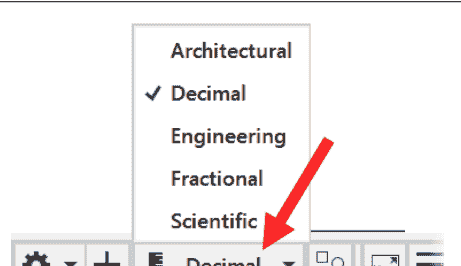 Architectural
Decimal
Engineering
Fractional
Scientific
Decimal